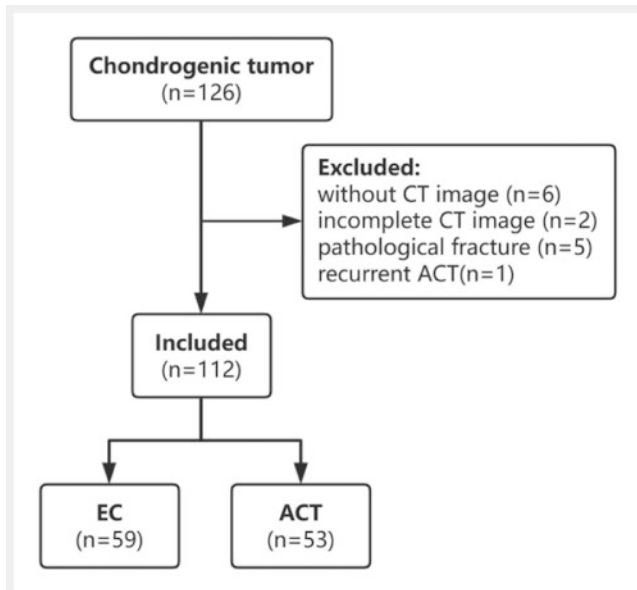 Chondrogenic tumor
(n=126)
Excluded:
without CT image (n=6)
incomplete CT image (n=2)
pathological fracture (n=5)
recurrent ACT(n=1)
Included
(n=112)
EC
(n=59)
ACT
(n=53)